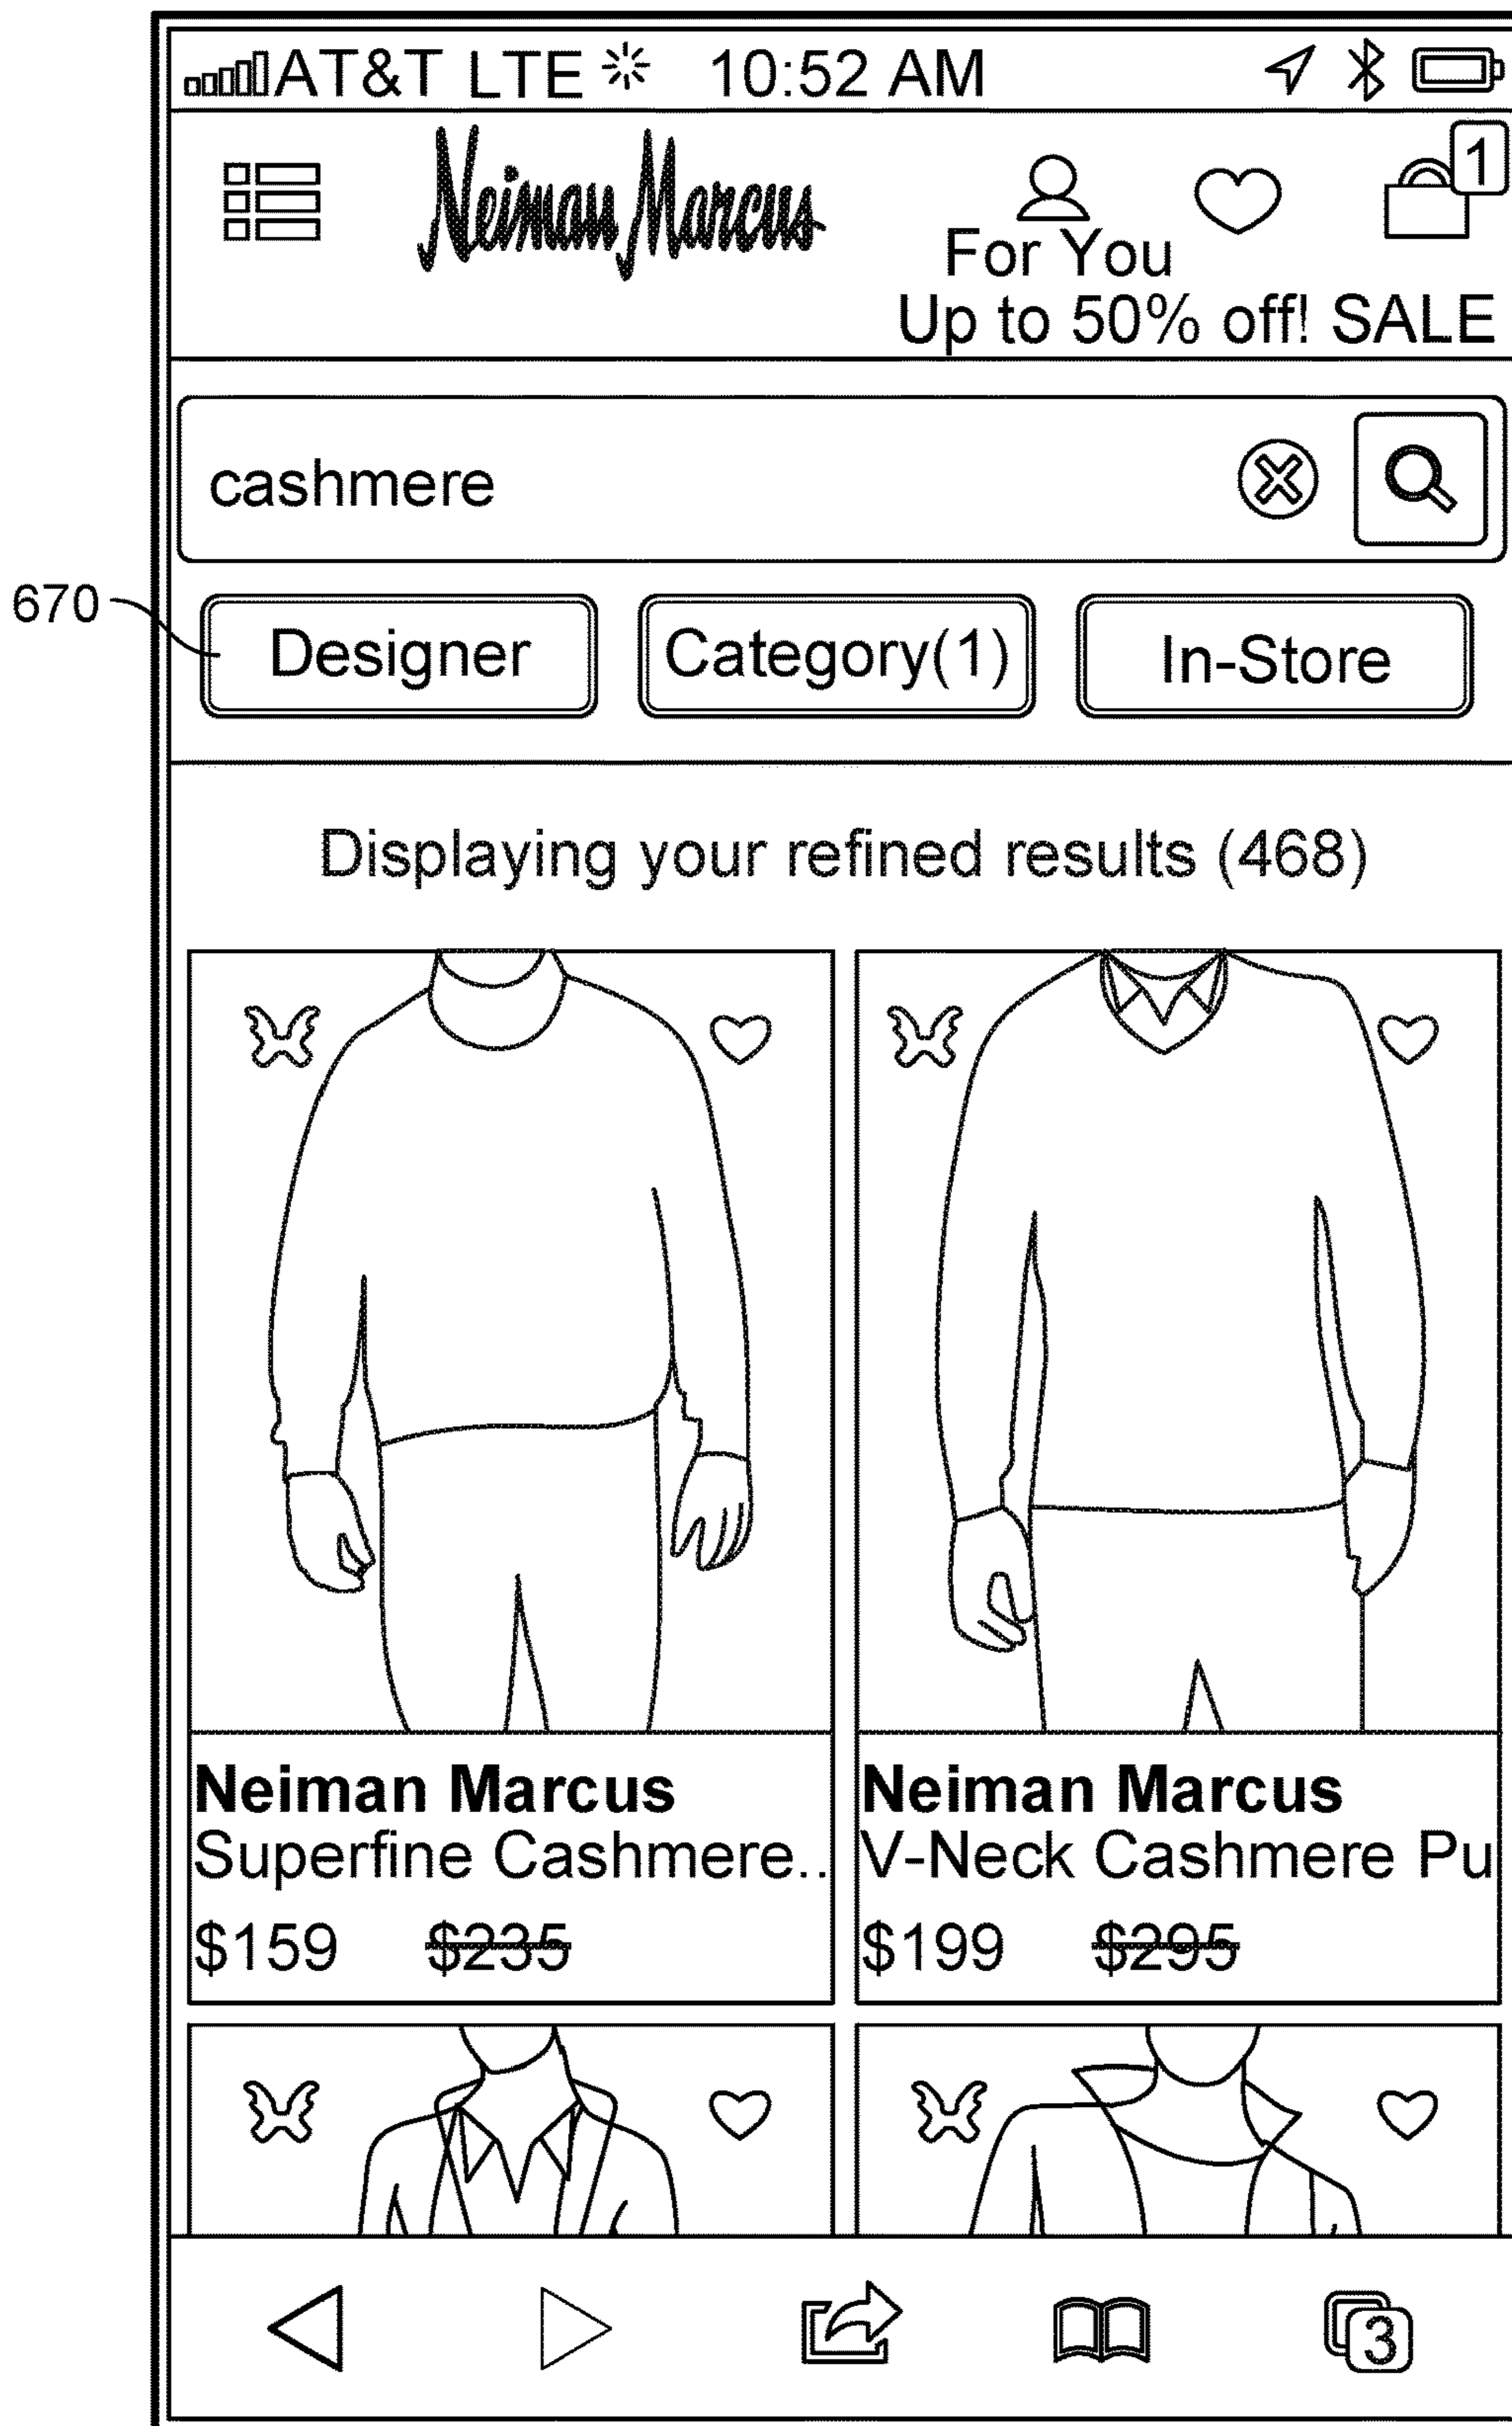 AT&T LTE 10:52 AM
Neiman Marcus
1
For You
Up to 50% off! SALE
cashmere
670
Designer Category(1) In-Store
Displaying your refined results (468)
Neiman Marcus
Superfine Cashmere..
$159 $235
Neiman Marcus
V-Neck Cashmere Pu
$199 $295
3